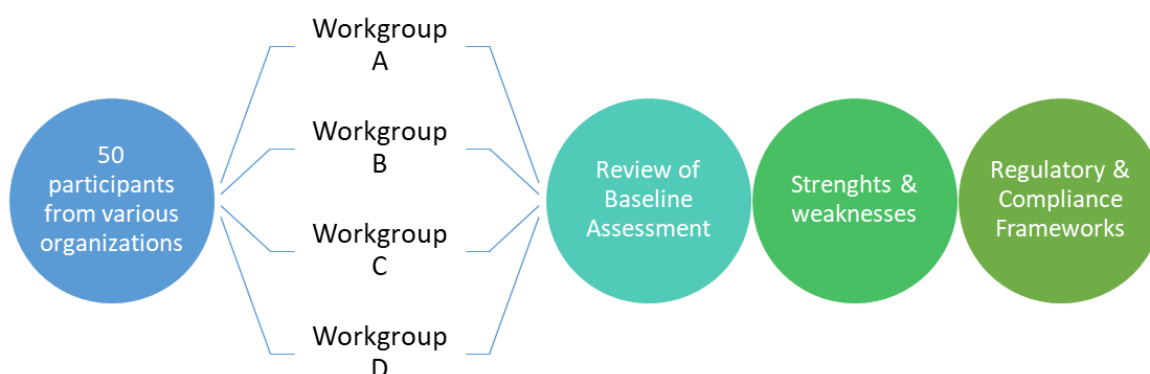 50
participants
from various
organizations
Workgroup
A
Workgroup
B
Workgroup
C
Workgroup
D
Review of
Baseline
Assessment
Strenghts &
weaknesses
Regulatory &
Compliance
Frameworks